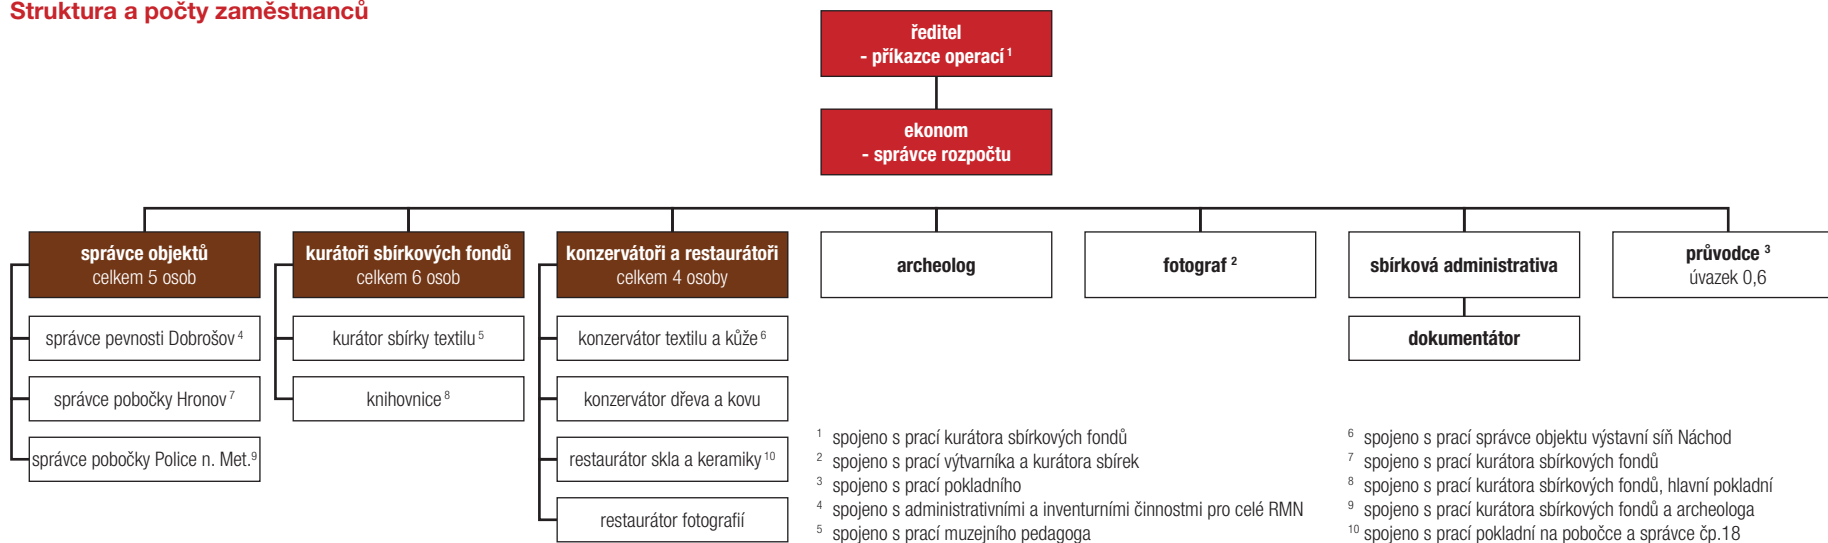 Struktura a počty zaměstnanců
ředitel
- příkazce operací ¹
ekonom
- správce rozpočtu
správce objektů
celkem 5 osob
kurátoři sbírkových fondů
celkem 6 osob
konzervátoři a restaurátoři
celkem 4 osoby
archeolog
fotograf ²
sbírková administrativa
průvodce ³
úvazek 0,6
správce pevnosti Dobrošov ⁴
kurátor sbírky textilu ⁵
konzervátor textilu a kůže ⁶
dokumentátor
správce pobočky Hronov ⁷
knihovnice ⁸
konzervátor dřeva a kovu
správce pobočky Police n. Met.⁹
restaurátor skla a keramiky ¹⁰
restaurátor fotografií
¹ spojeno s prací kurátora sbírkových fondů
² spojeno s prací výtvarníka a kurátora sbírek
³ spojeno s prací pokladního
⁴ spojeno s administrativními a inventurními činnostmi pro celé RMN
⁵ spojeno s prací muzejního pedagoga
⁶ spojeno s prací správce objektu výstavní síň Náchod
⁷ spojeno s prací kurátora sbírkových fondů
⁸ spojeno s prací kurátora sbírkových fondů, hlavní pokladní
⁹ spojeno s prací kurátora sbírkových fondů a archeologa
¹⁰ spojeno s prací pokladní na pobočce a správce čp.18